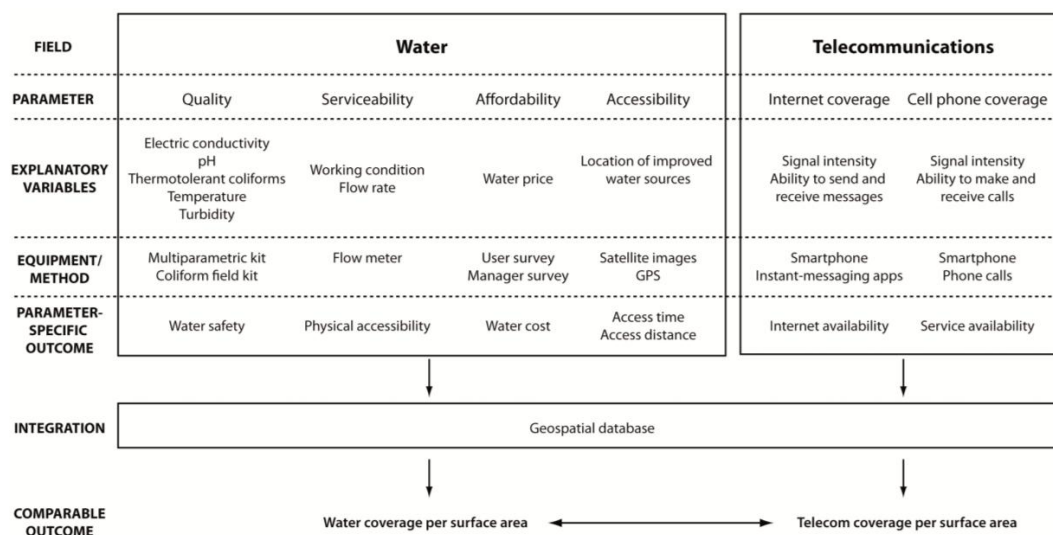 FIELD
Water
Telecommunications
PARAMETER
Quality
Serviceability
Affordability
Accessibility
Internet coverage
Cell phone coverage
EXPLANATORY
VARIABLES
Electric conductivity
pH
Thermotolerant coliforms
Temperature
Turbidity
Working condition
Flow rate
Water price
Location of improved
water sources
Signal intensity
Ability to send and
receive messages
Signal intensity
Ability to make and
receive calls
EQUIPMENT/
METHOD
Multiparametric kit
Coliform field kit
Flow meter
User survey
Manager survey
Satellite images
GPS
Smartphone
Instant-messaging apps
Smartphone
Phone calls
PARAMETER-
SPECIFIC
OUTCOME
Water safety
Physical accessibility
Water cost
Access time
Access distance
Internet availability
Service availability
INTEGRATION
Geospatial database
COMPARABLE
OUTCOME
Water coverage per surface area
Telecom coverage per surface area